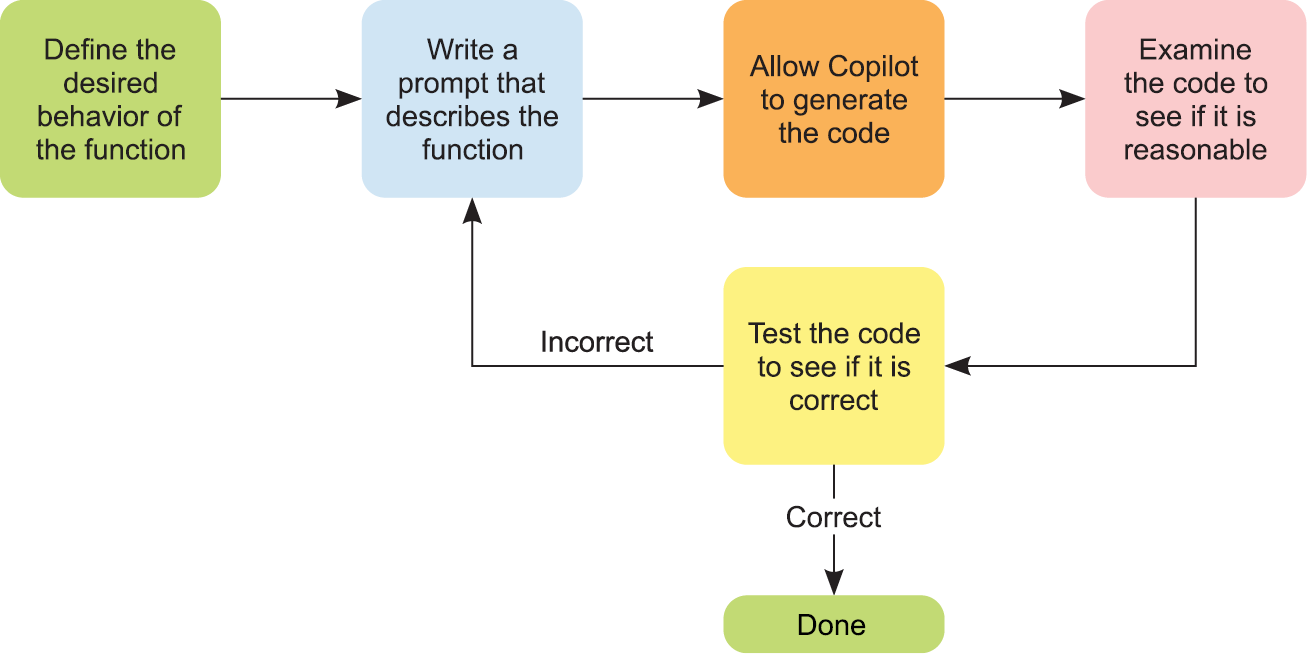 Define the
desired
behavior of
the function
Write a
prompt that
describes the
function
Allow Copilot
to generate
the code
Examine
the code to
see if it is
reasonable
Incorrect
Test the code
to see if it is
correct
Correct
Done